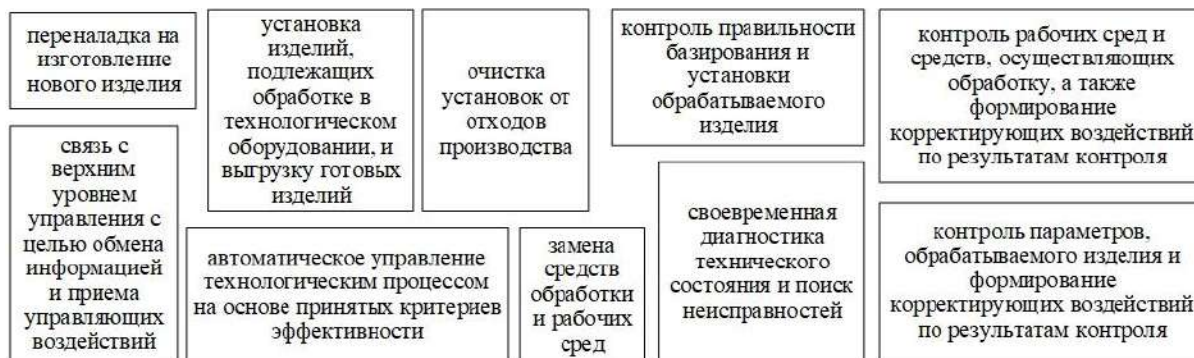 переналадка на
изготовление
нового изделия
установка
изделий,
подлежащих
обработке в
технологическом
оборудовании, и
выгрузку готовых
изделий
очистка
установок от
отходов
производства
контроль правильности
базирования и
установки
обрабатываемого
изделия
контроль рабочих сред и
средств, осуществляющих
обработку, а также
формирование
корректирующих воздействий
по результатам контроля
связь с
верхним
уровнем
управления с
целью обмена
информацией
и приема
управляющих
воздействий
автоматическое управление
технологическим процессом
на основе принятых критериев
эффективности
замена
средств
обработки
и рабочих
сред
своевременная
диагностика
технического
состояния и поиск
неисправностей
контроль параметров,
обрабатываемого изделия и
формирование
корректирующих воздействий
по результатам контроля